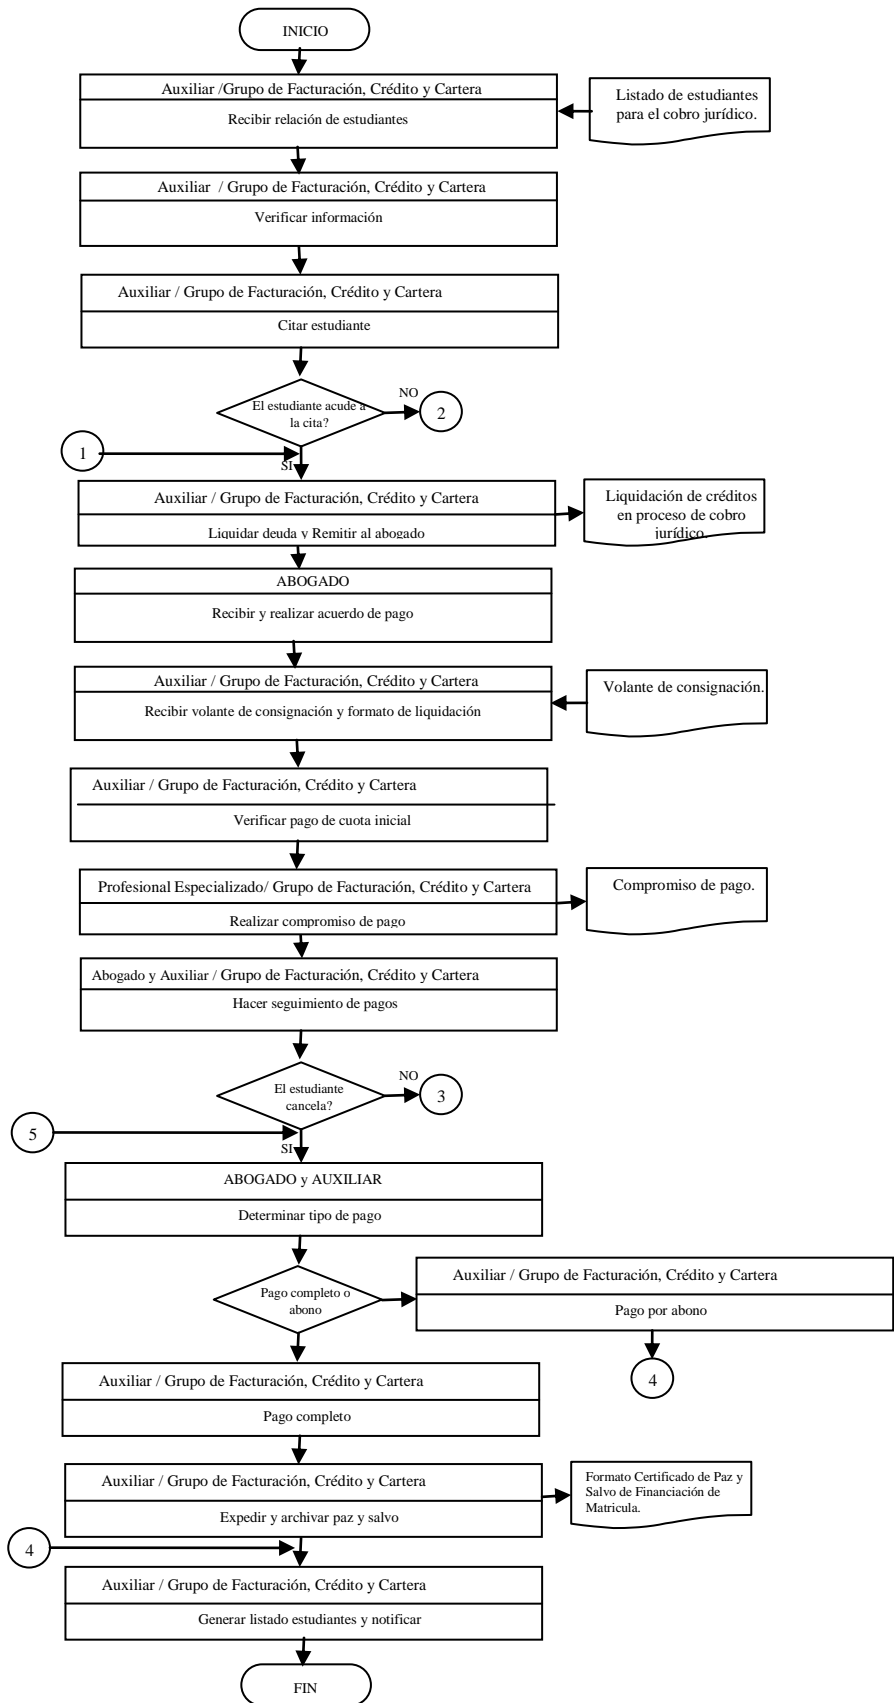 INICIO
Auxiliar /Grupo de Facturación, Crédito y Cartera
Recibir relación de estudiantes
Listado de estudiantes
para el cobro jurídico.
Auxiliar / Grupo de Facturación, Crédito y Cartera
Verificar información
Auxiliar / Grupo de Facturación, Crédito y Cartera
Citar estudiante
El estudiante acude a
la cita?
NO
2
1
SI
Auxiliar / Grupo de Facturación, Crédito y Cartera
Liquidar deuda y Remitir al abogado
Liquidación de créditos
en proceso de cobro
jurídico.
ABOGADO
Recibir y realizar acuerdo de pago
Auxiliar / Grupo de Facturación, Crédito y Cartera
Recibir volante de consignación y formato de liquidación
Volante de consignación.
Auxiliar / Grupo de Facturación, Crédito y Cartera
Verificar pago de cuota inicial
Profesional Especializado/ Grupo de Facturación, Crédito y Cartera
Realizar compromiso de pago
Compromiso de pago.
Abogado y Auxiliar / Grupo de Facturación, Crédito y Cartera
Hacer seguimiento de pagos
El estudiante
cancela?
NO
3
5
SI
ABOGADO y AUXILIAR
Determinar tipo de pago
Pago completo o
abono
Auxiliar / Grupo de Facturación, Crédito y Cartera
Pago por abono
4
Auxiliar / Grupo de Facturación, Crédito y Cartera
Pago completo
Auxiliar / Grupo de Facturación, Crédito y Cartera
Expedir y archivar paz y salvo
Formato Certificado de Paz y
Salvo de Financiación de
Matricula.
4
Auxiliar / Grupo de Facturación, Crédito y Cartera
Generar listado estudiantes y notificar
FIN